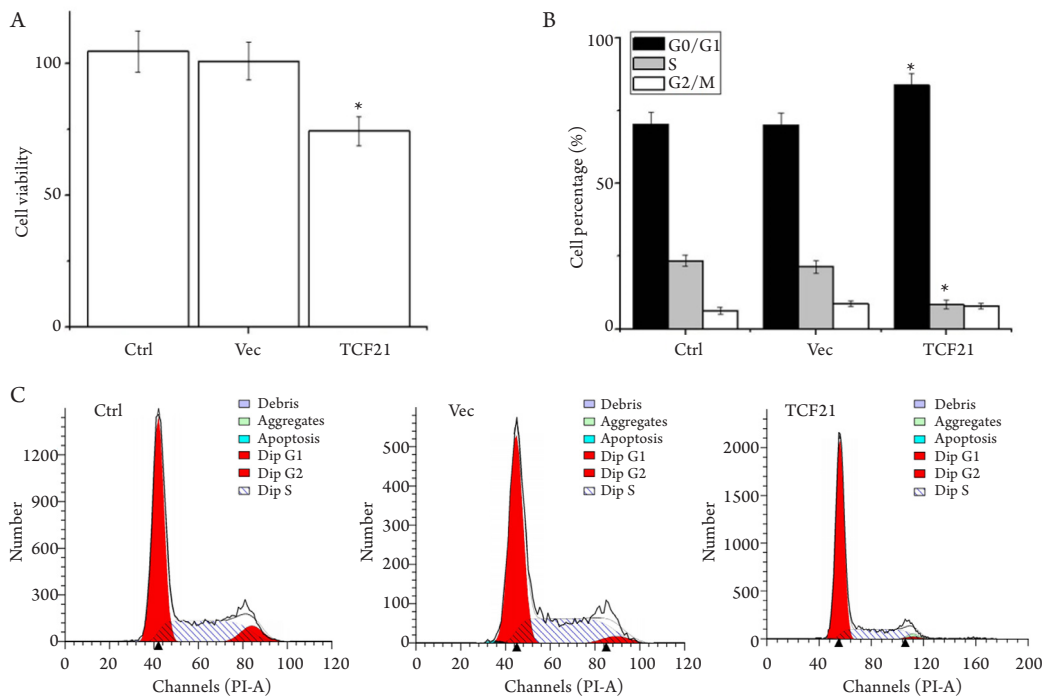 A
Cell viability
100
50
0
Ctrl Vec TCF21
*
B
Cell percentage (%)
100
50
0
G0/G1
S
G2/M
*
*
Ctrl Vec TCF21
C
Ctrl
Debris
Aggregates
Apoptosis
Dip G1
Dip G2
Dip S
Number
1200
900
600
300
0
0 20 40 60 80 100 120
Channels (PI-A)
Vec
Debris
Aggregates
Apoptosis
Dip G1
Dip G2
Dip S
Number
500
400
300
200
100
0
0 20 40 60 80 100 120
Channels (PI-A)
TCF21
Debris
Aggregates
Apoptosis
Dip G1
Dip G2
Dip S
Number
2000
1500
1000
500
0
0 40 80 120 160 200
Channels (PI-A)